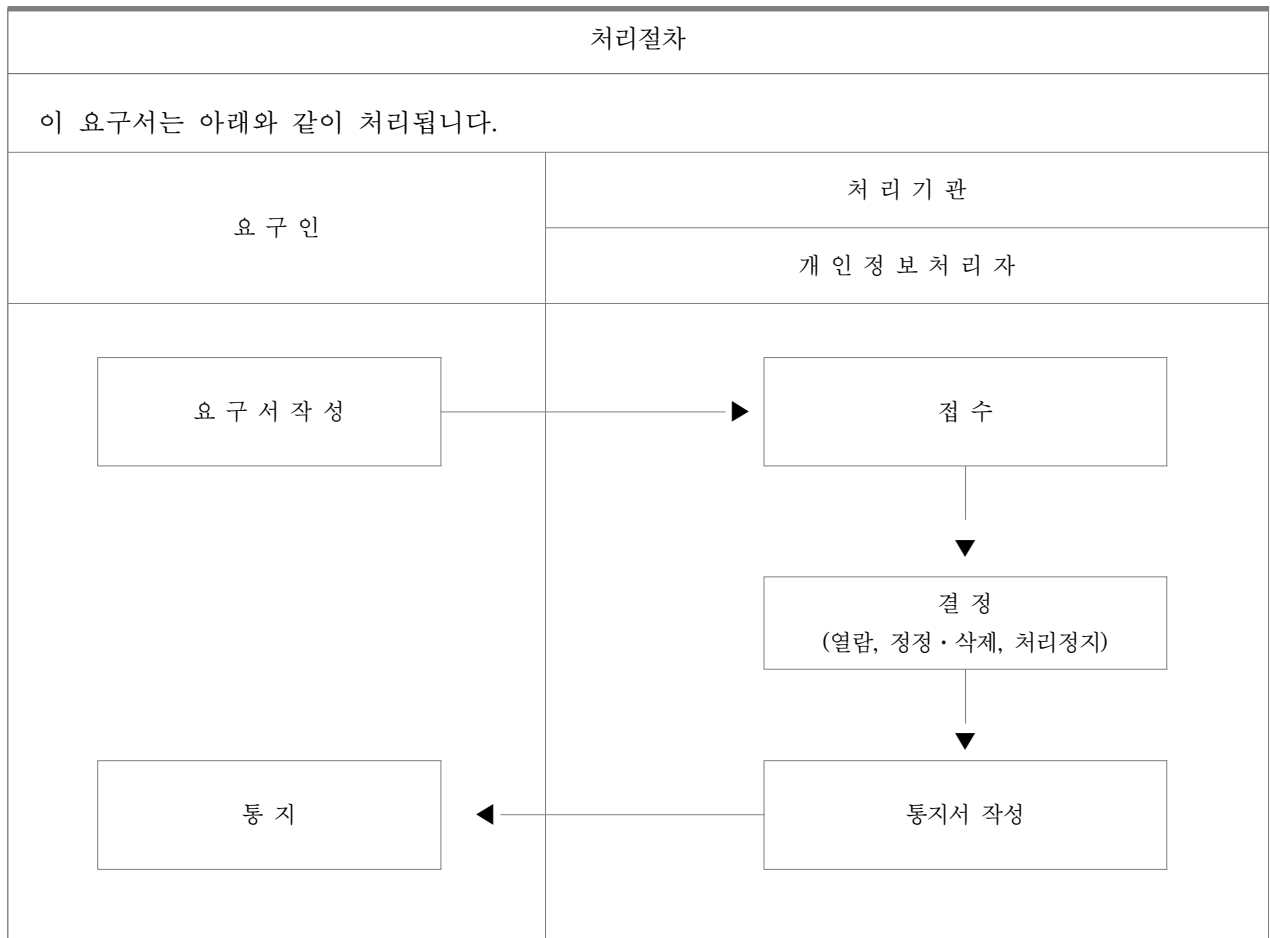 처리절차
이 요구서는 아래와 같이 처리됩니다.
요 구 인
처 리 기 관
개 인 정 보 처 리 자
요 구 서 작 성
접 수
결 정
(열람, 정정·삭제, 처리정지)
통 지
통지서 작성